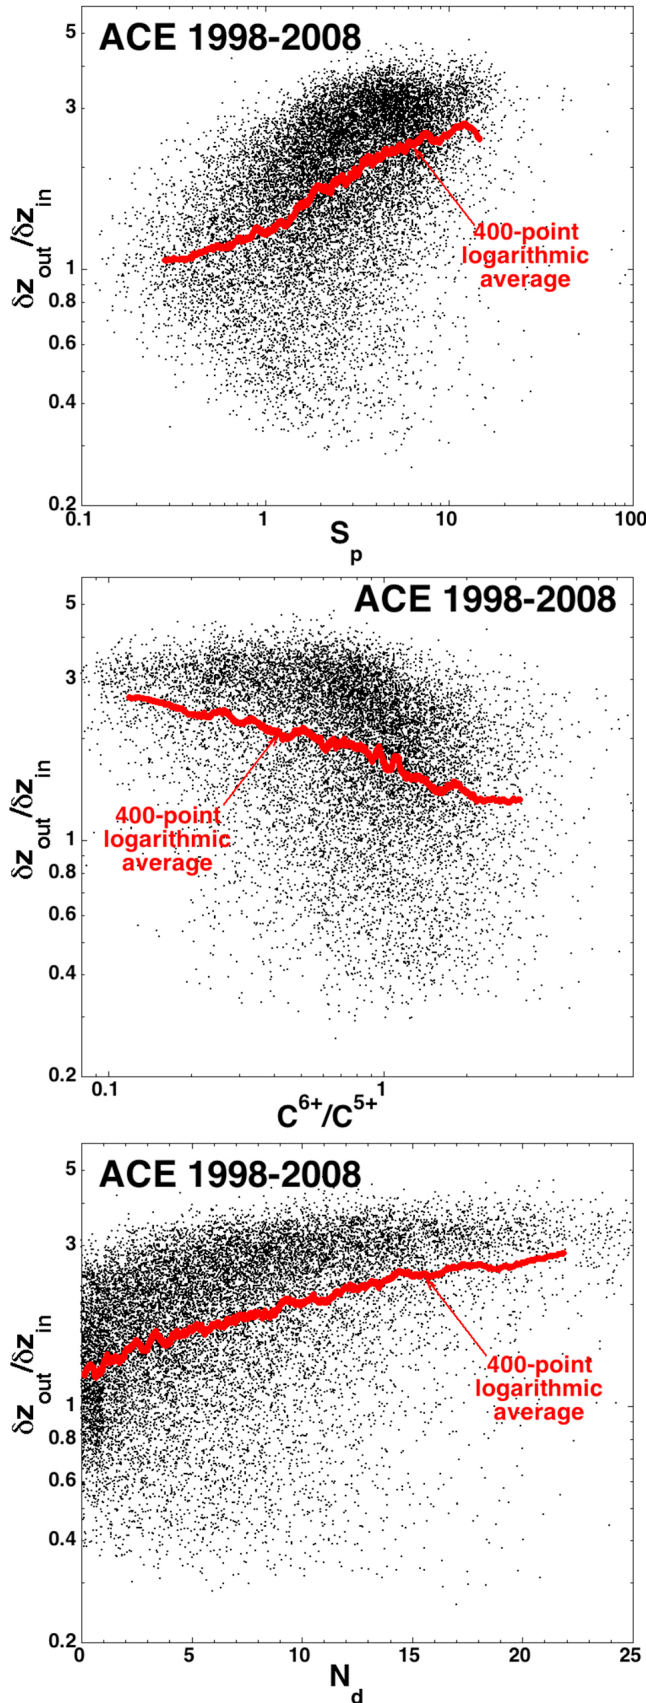 ACE 1998-2008
5
3
1
0.8
0.6
0.4
0.2
δz_out/δz_in
400-point
logarithmic
average
0.1 1 10 100
S_p
ACE 1998-2008
5
3
1
0.8
0.6
0.4
0.2
δz_out/δz_in
400-point
logarithmic
average
0.1 1
C^6+/C^5+
ACE 1998-2008
5
3
1
0.8
0.6
0.4
0.2
δz_out/δz_in
400-point
logarithmic
average
0 5 10 15 20 25
N_d